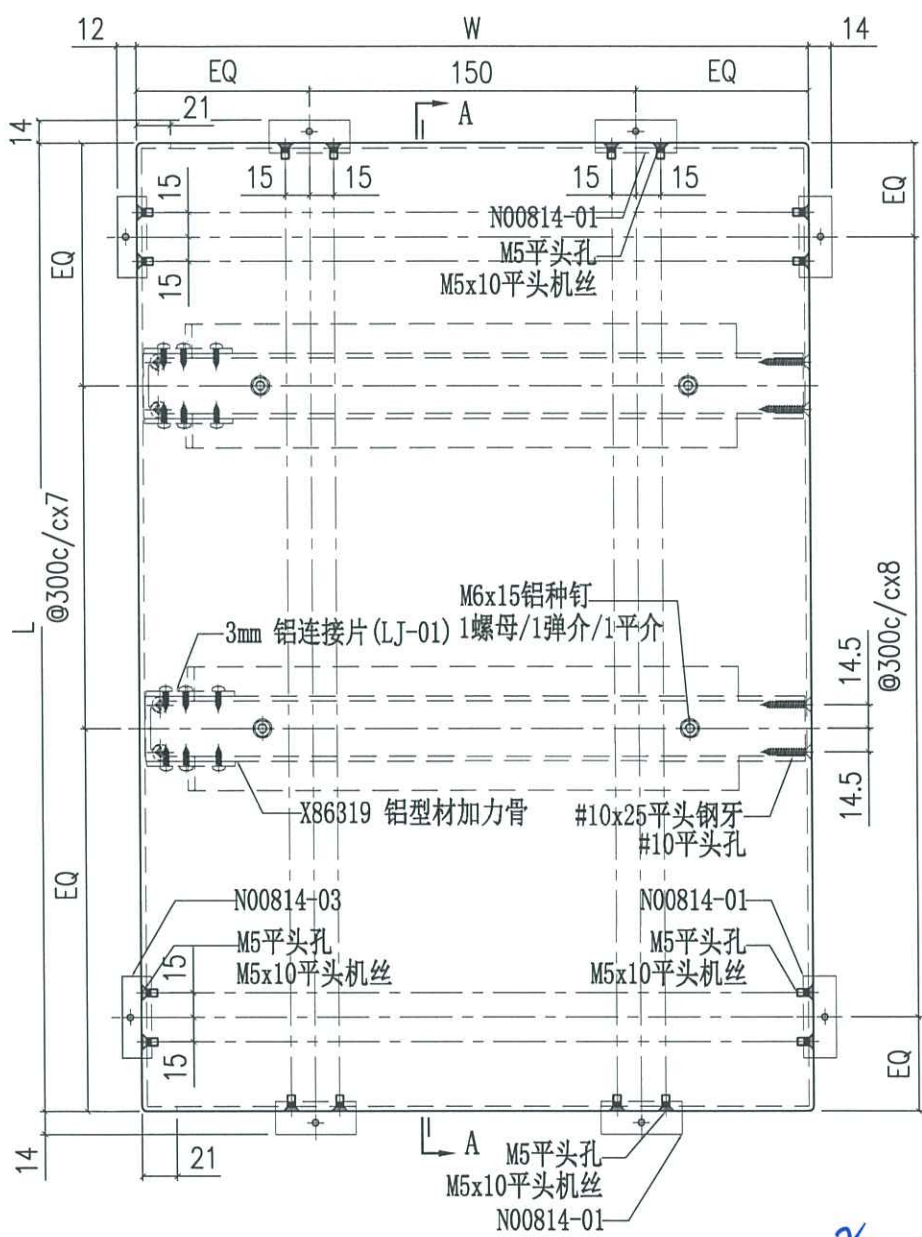 12
W
14
EQ
150
EQ
21
A
14
15
15
15
15
15
EQ
N00814-01
M5平头孔
M5x10平头机丝
EQ
15
L
@300c/cx7
M6x15铝种钉
3mm 铝连接片(LJ-01)
1螺母/1弹介/1平介
14.5
@300c/cx8
14.5
X86319 铝型材加力骨
#10x25平头钢牙
#10平头孔
EQ
N00814-03
N00814-01
M5平头孔
15
M5平头孔
M5x10平头机丝
M5x10平头机丝
15
EQ
14
21
A
M5平头孔
M5x10平头机丝
N00814-01